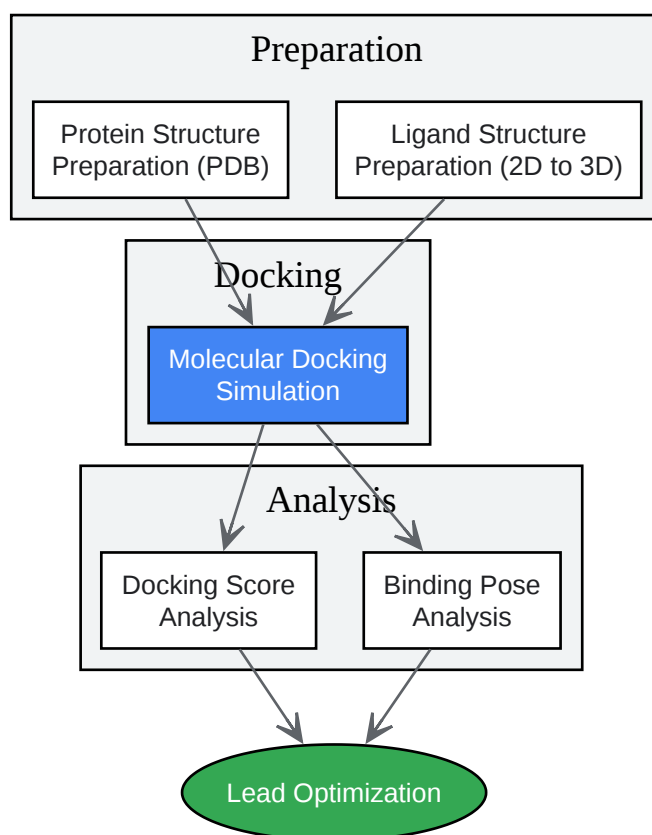 Preparation
Protein Structure
Preparation (PDB)
Ligand Structure
Preparation (2D to 3D)
Docking
Molecular Docking
Simulation
Analysis
Docking Score
Analysis
Binding Pose
Analysis
Lead Optimization